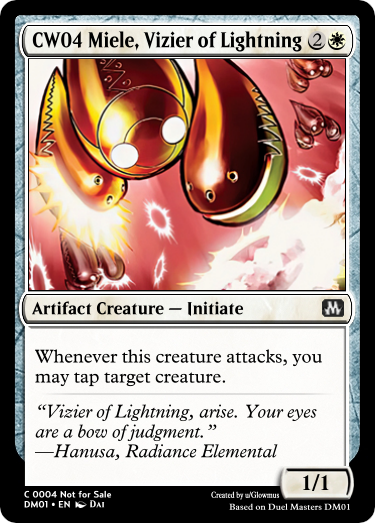 CW04 Miele, Vizier of Lightning 2
Artifact Creature — Initiate
Whenever this creature attacks, you
may tap target creature.
“Vizier of Lightning, arise. Your eyes
are a bow of judgment.”
—Hanusa, Radiance Elemental
1/1
C 0004 Not for Sale
DM01 • EN Dai
Created by u/Glowmus
Based on Duel Masters DM01